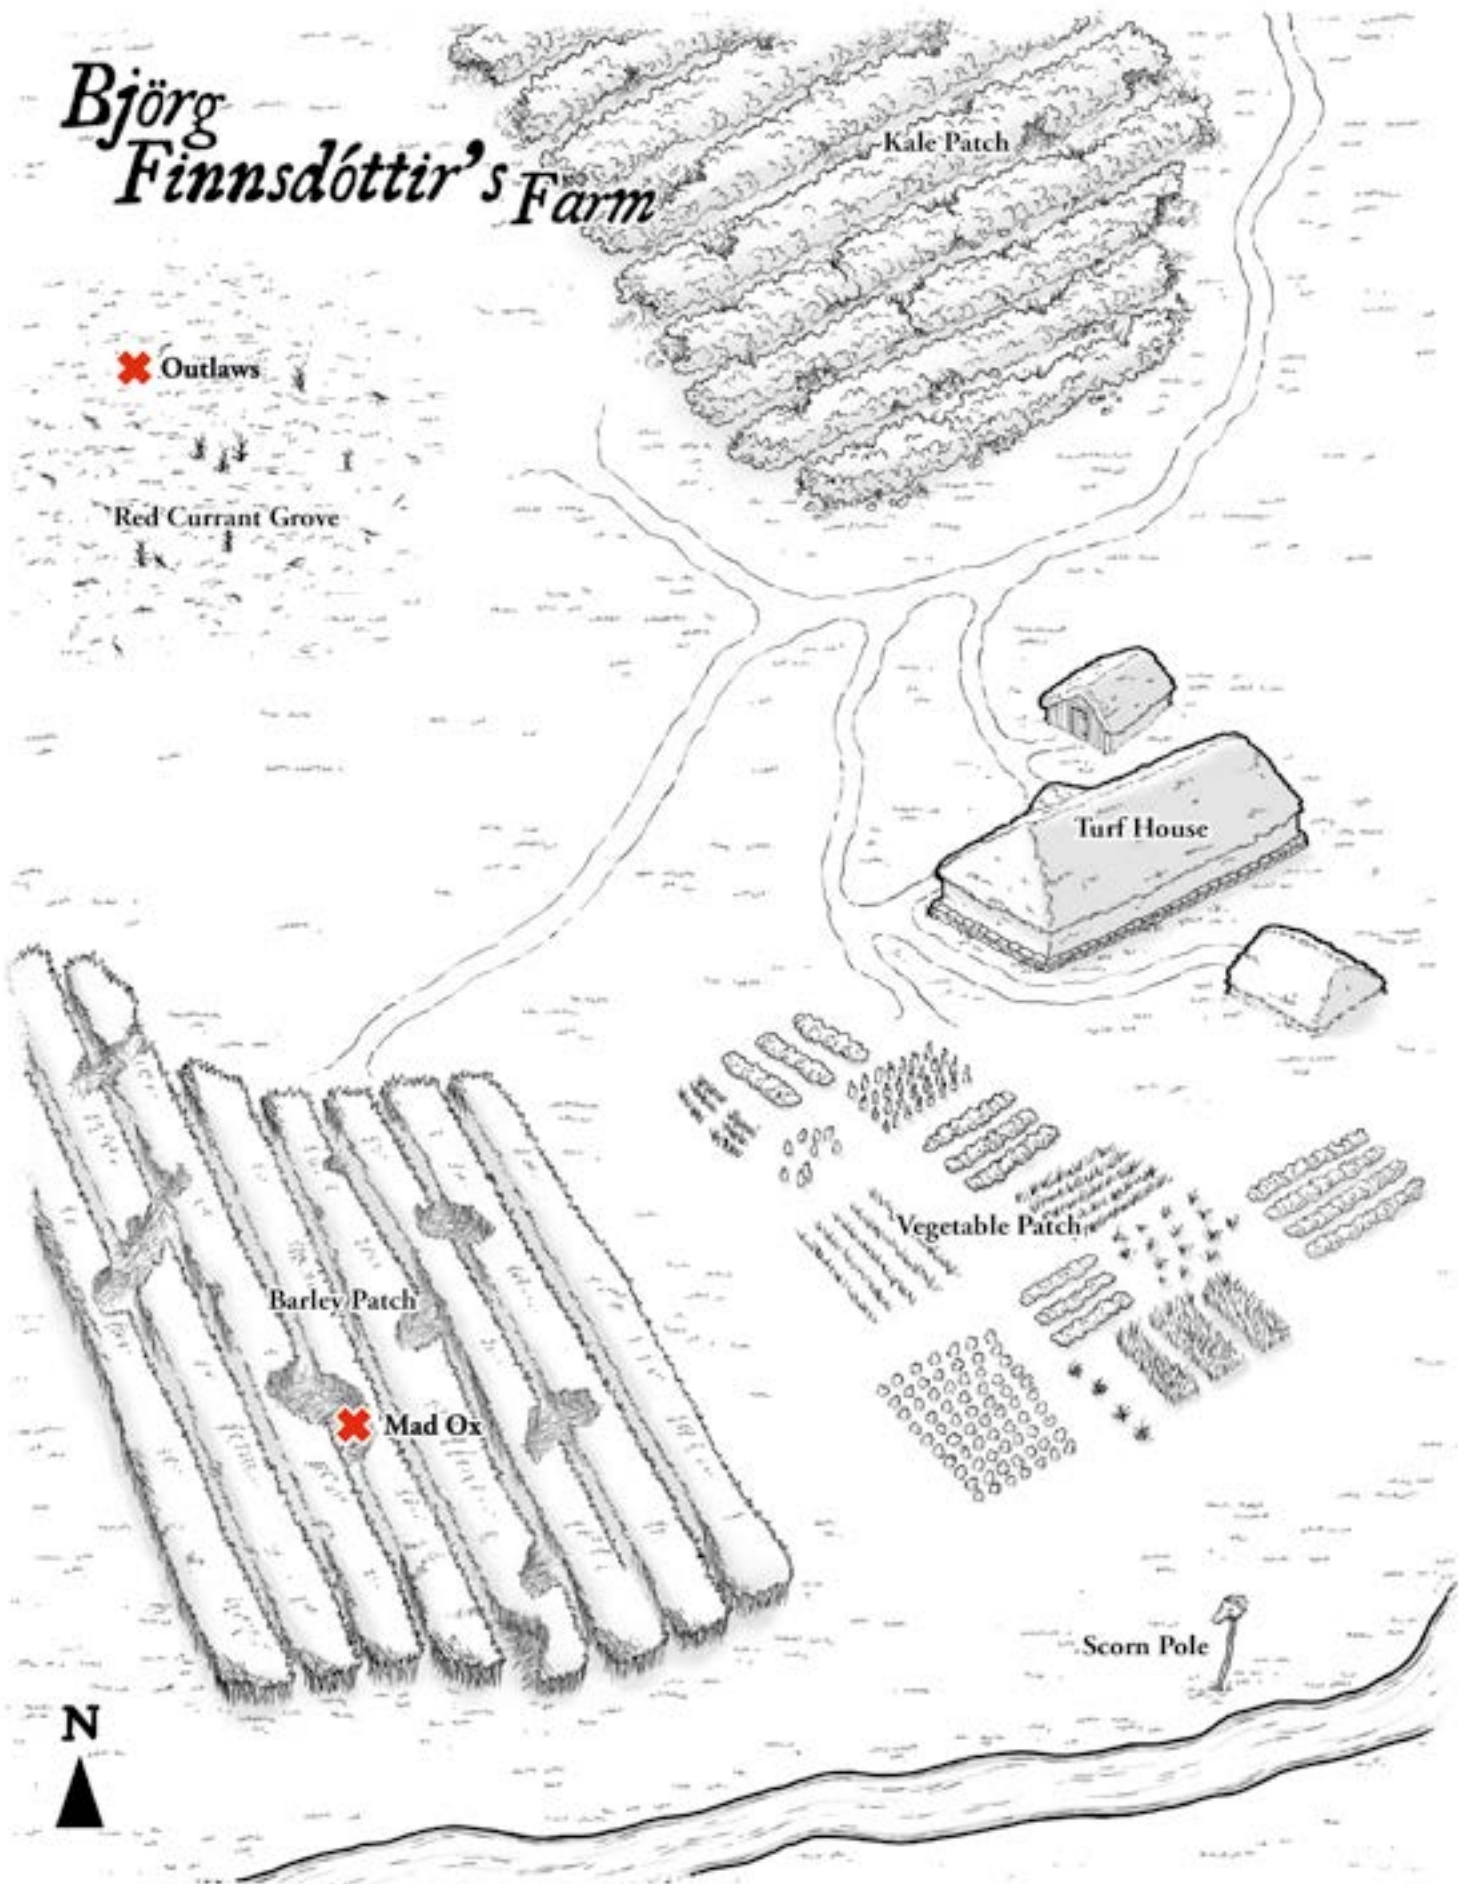 Björg
Finnsdóttir's Farm
Kale Patch
Outlaws
Red Currant Grove
Turf House
Vegetable Patch
Barley Patch
Mad Ox
Scorn Pole
N